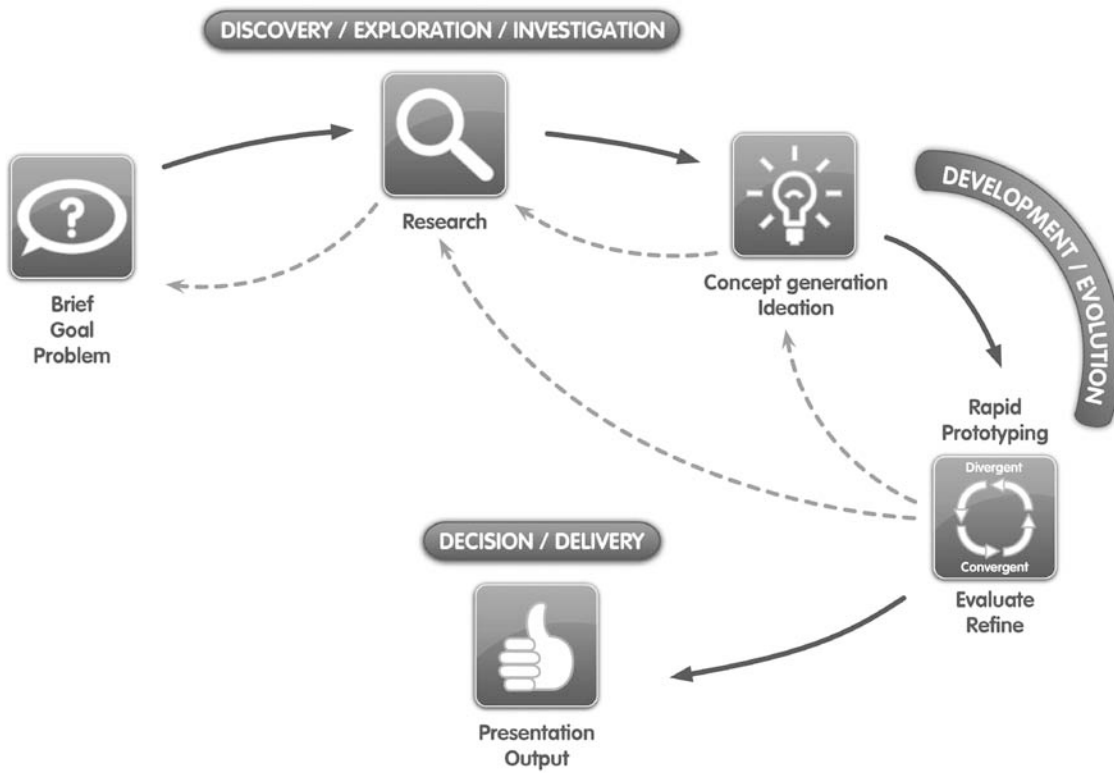 DISCOVERY / EXPLORATION / INVESTIGATION
?
Brief
Goal
Problem
Research
Concept generation
Ideation
DEVELOPMENT / EVOLUTION
Rapid
Prototyping
Divergent
Convergent
Evaluate
Refine
DECISION / DELIVERY
Presentation
Output